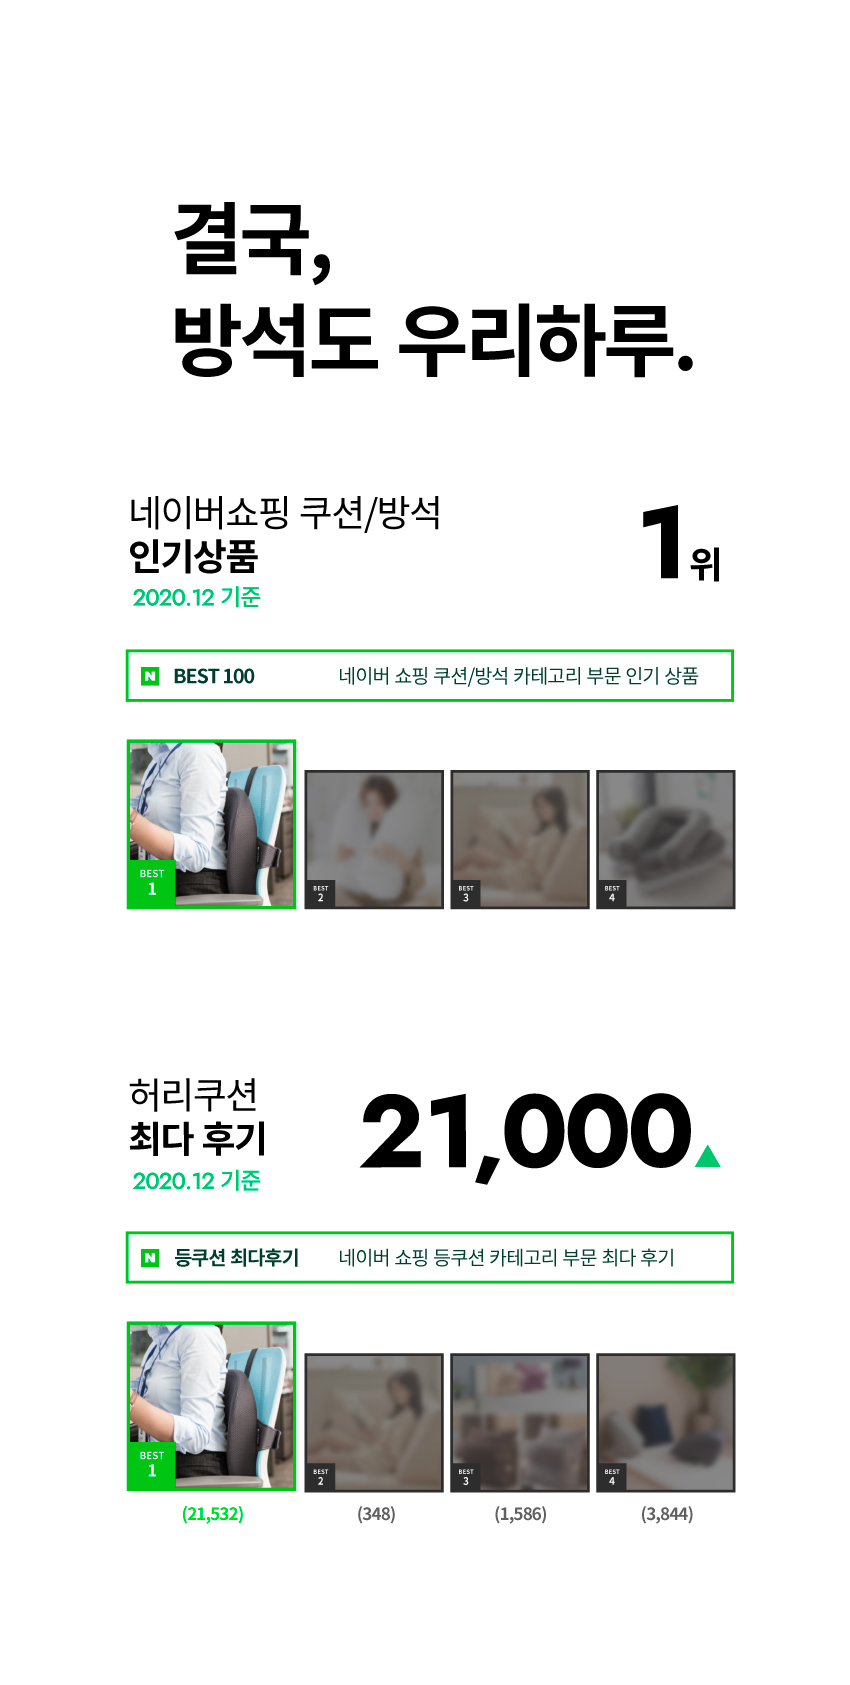 결국,
방석도 우리하루.
네이버쇼핑 쿠션/방석
인기상품
2020.12 기준
1위
N BEST 100 네이버 쇼핑 쿠션/방석 카테고리 부문 인기 상품
BEST
1
BEST
2
BEST
3
BEST
4
허리쿠션
최다 후기
2020.12 기준
21,000▲
N 등쿠션 최다후기 네이버 쇼핑 등쿠션 카테고리 부문 최다 후기
BEST
1
BEST
2
BEST
3
BEST
4
(21,532) (348) (1,586) (3,844)